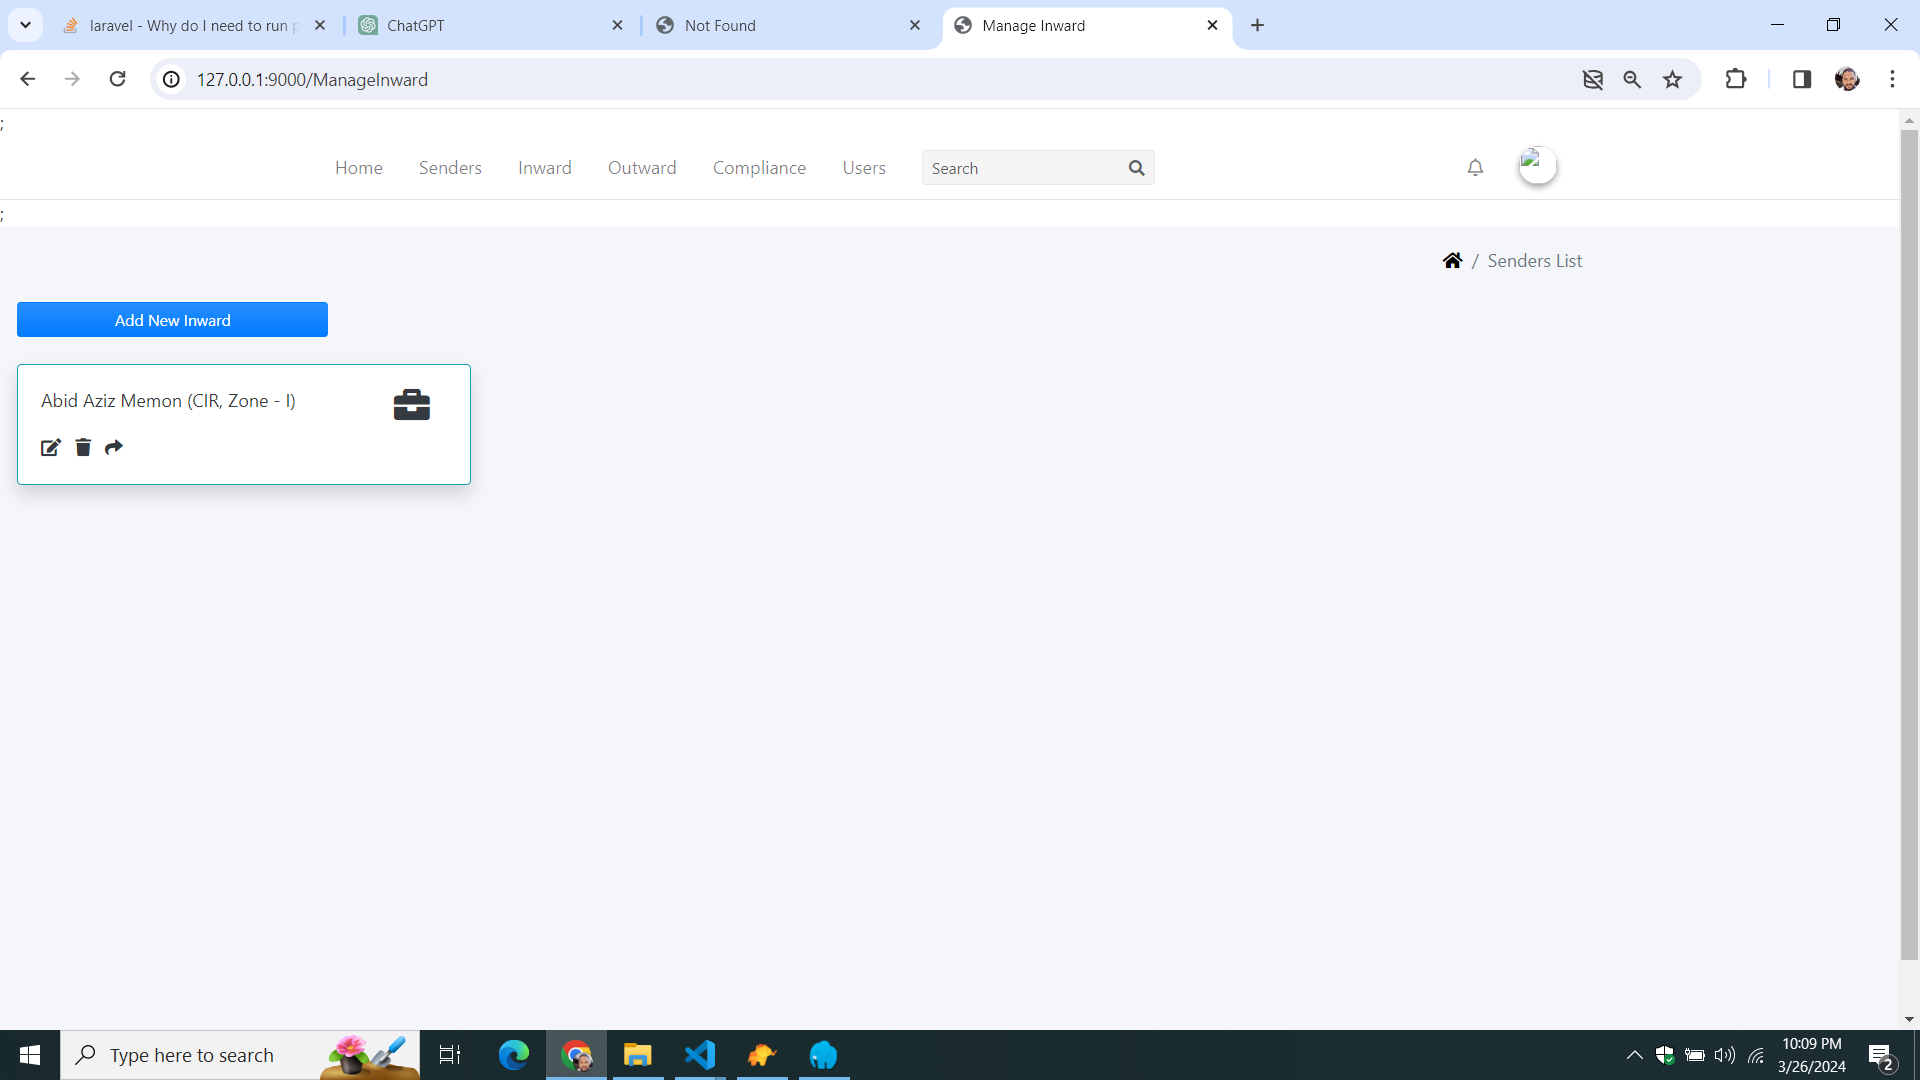 laravel - Why do I need to run p
ChatGPT
Not Found
Manage Inward
127.0.0.1:9000/ManageInward
;
Home
Senders
Inward
Outward
Compliance
Users
Search
;
/ Senders List
Add New Inward
Abid Aziz Memon (CIR, Zone - I)
Type here to search
10:09 PM
3/26/2024
2